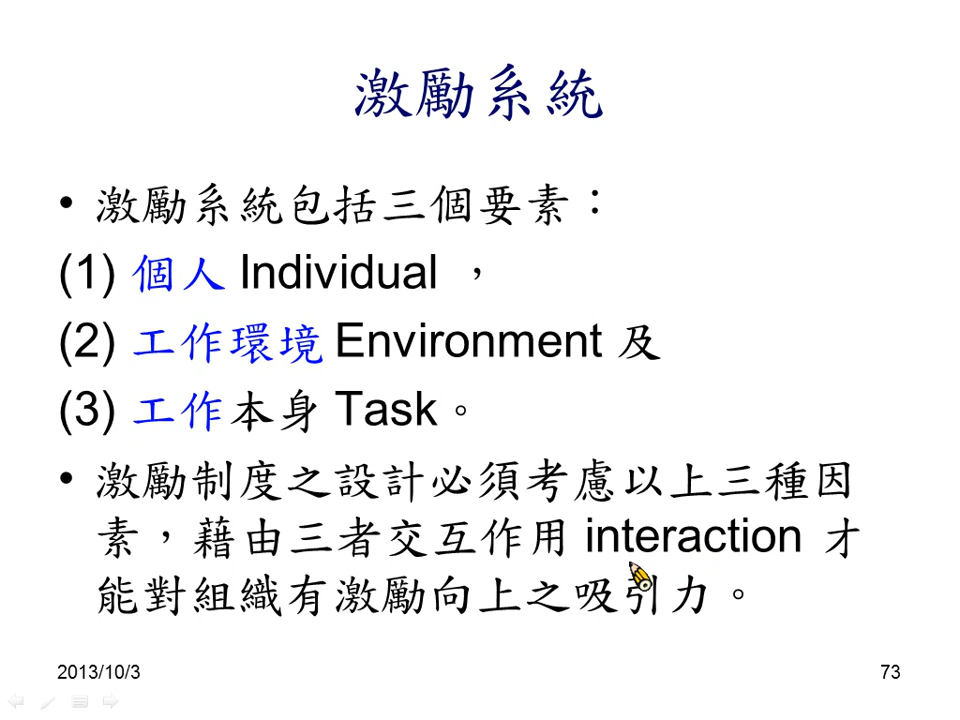 激勵系統
• 激勵系統包括三個要素：
(1) 個人 Individual ，
(2) 工作環境 Environment 及
(3) 工作本身 Task。
• 激勵制度之設計必須考慮以上三種因
素，藉由三者交互作用 interaction 才
能對組織有激勵向上之吸引力。
2013/10/3
73